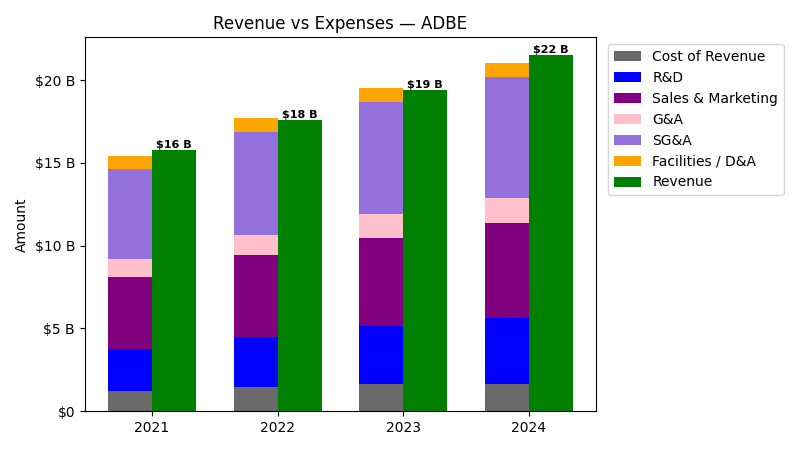 Revenue vs Expenses — ADBE
Amount
$20 B
$15 B
$10 B
$5 B
$0
$16 B
$18 B
$19 B
$22 B
2021
2022
2023
2024
Cost of Revenue
R&D
Sales & Marketing
G&A
SG&A
Facilities / D&A
Revenue